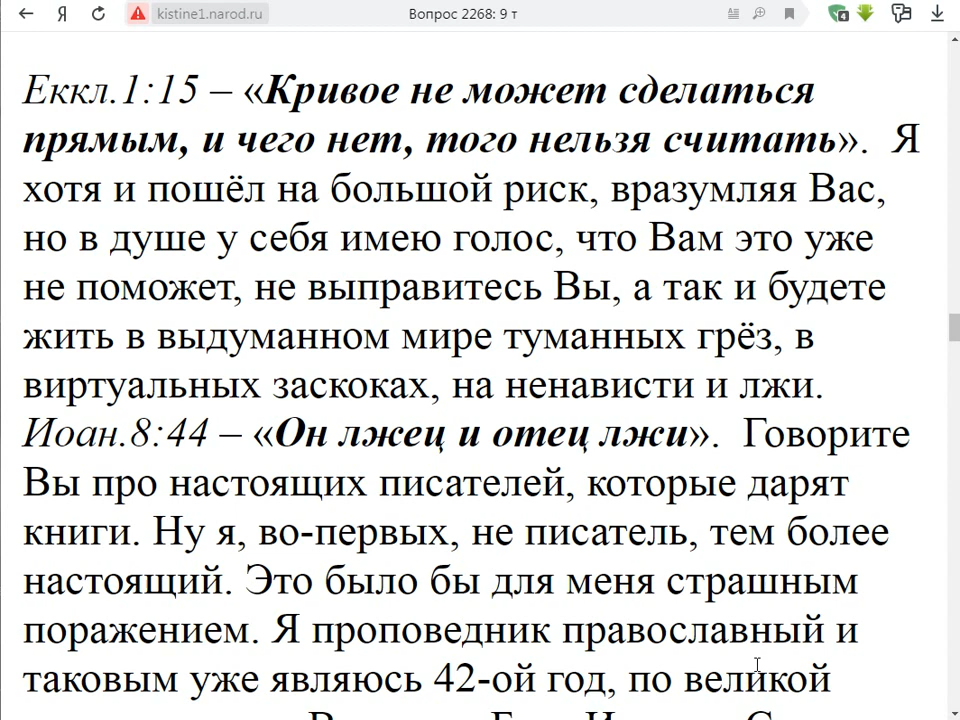 kistine1.narod.ru
Вопрос 2268: 9 т
4
Еккл.1:15 – «Кривое не может сделаться
прямым, и чего нет, того нельзя считать». Я
хотя и пошёл на большой риск, вразумляя Вас,
но в душе у себя имею голос, что Вам это уже
не поможет, не выправитесь Вы, а так и будете
жить в выдуманном мире туманных грёз, в
виртуальных заскоках, на ненависти и лжи.
Иоан.8:44 – «Он лжец и отец лжи». Говорите
Вы про настоящих писателей, которые дарят
книги. Ну я, во-первых, не писатель, тем более
настоящий. Это было бы для меня страшным
поражением. Я проповедник православный и
таковым уже являюсь 42-ой год, по великой